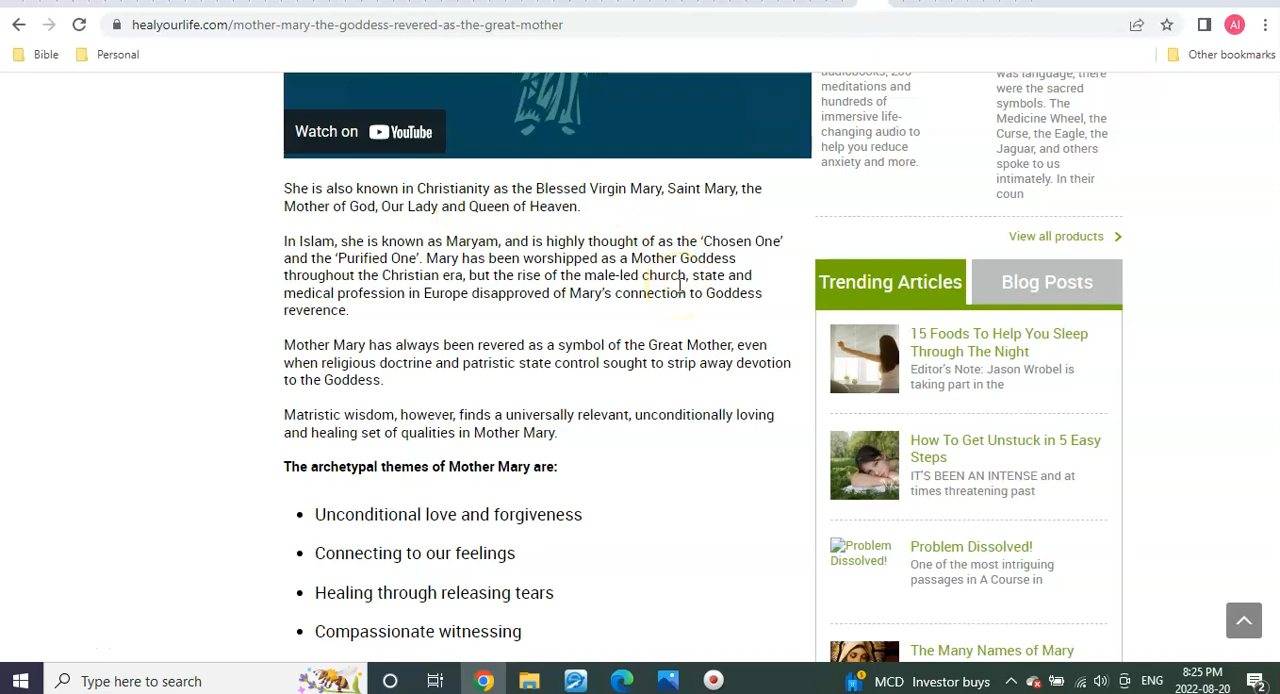 healyourlife.com/mother-mary-the-goddess-revered-as-the-great-mother
AI
Bible
Personal
Other bookmarks
Watch on YouTube
She is also known in Christianity as the Blessed Virgin Mary, Saint Mary, the
Mother of God, Our Lady and Queen of Heaven.
In Islam, she is known as Maryam, and is highly thought of as the ‘Chosen One’
and the ‘Purified One’. Mary has been worshipped as a Mother Goddess
throughout the Christian era, but the rise of the male-led church, state and
medical profession in Europe disapproved of Mary’s connection to Goddess
reverence.
Mother Mary has always been revered as a symbol of the Great Mother, even
when religious doctrine and patristic state control sought to strip away devotion
to the Goddess.
Matristic wisdom, however, finds a universally relevant, unconditionally loving
and healing set of qualities in Mother Mary.
The archetypal themes of Mother Mary are:
• Unconditional love and forgiveness
• Connecting to our feelings
• Healing through releasing tears
• Compassionate witnessing
meditations and
hundreds of
immersive life-
changing audio to
help you reduce
anxiety and more.
was language, there
were the sacred
symbols. The
Medicine Wheel, the
Curse, the Eagle, the
Jaguar, and others
spoke to us
intimately. In their
coun
View all products
Trending Articles
Blog Posts
15 Foods To Help You Sleep
Through The Night
Editor's Note: Jason Wrobel is
taking part in the
How To Get Unstuck in 5 Easy
Steps
IT'S BEEN AN INTENSE and at
times threatening past
Problem
Dissolved!
Problem Dissolved!
One of the most intriguing
passages in A Course in
The Many Names of Mary
Type here to search
MCD Investor buys
ENG
8:25 PM
2022-08-20
2